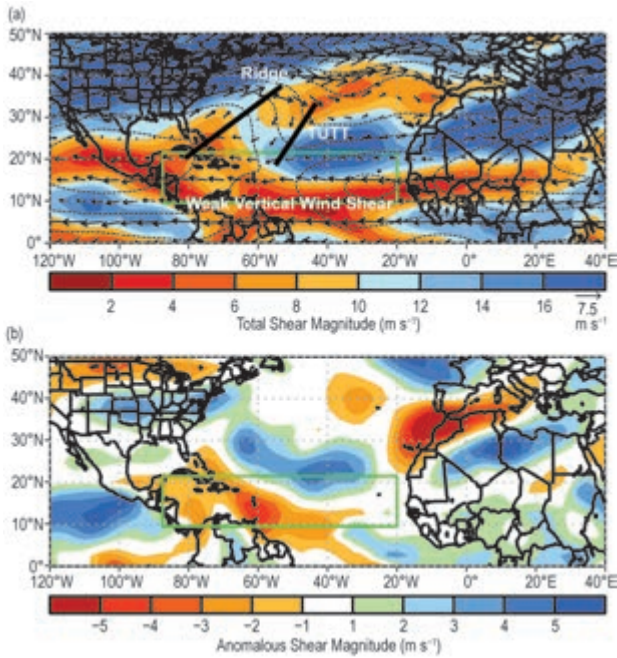 (a)
50°N
40°N
30°N
20°N
10°N
0°
Ridge
TUTT
Weak Vertical Wind Shear
120°W 100°W 80°W 60°W 40°W 20°W 0° 20°E 40°E
2 4 6 8 10 12 14 16 7.5
Total Shear Magnitude (m s⁻¹) m s⁻¹
(b)
50°N
40°N
30°N
20°N
10°N
0°
120°W 100°W 80°W 60°W 40°W 20°W 0° 20°E 40°E
−5 −4 −3 −2 −1 1 2 3 4 5
Anomalous Shear Magnitude (m s⁻¹)